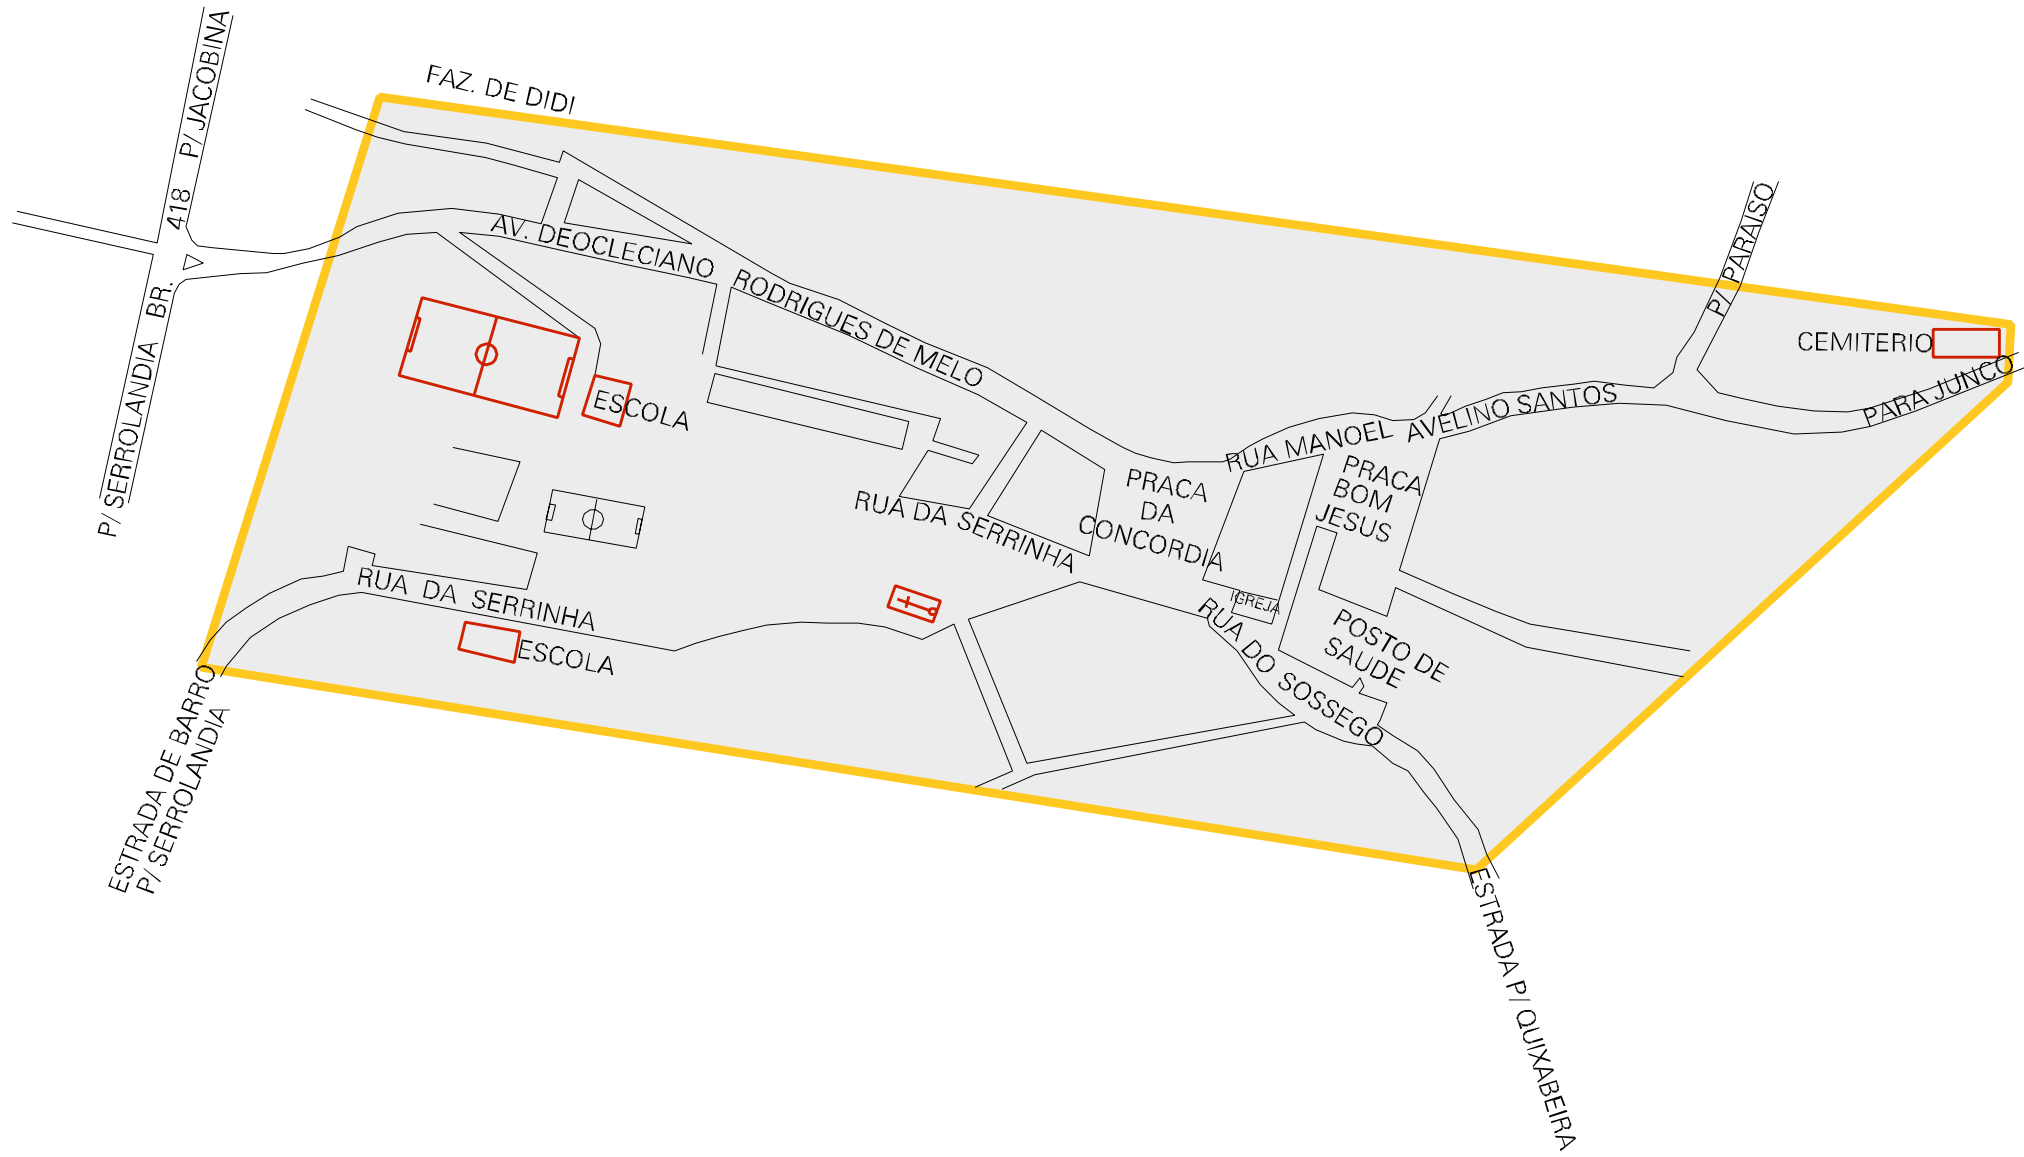 FAZ. DE DIDI
P/ JACOBINA
418
BR.
P/ SERROLANDIA
AV. DEOCLECIANO RODRIGUES DE MELO
P/ PARAISO
CEMITERIO
PARA JUNCO
RUA MANOEL AVELINO SANTOS
ESCOLA
PRACA
BOM
JESUS
PRACA
DA
CONCORDIA
RUA DA SERRINHA
RUA DA SERRINHA
IGREJA
ESCOLA
POSTO DE
SAUDE
RUA DO SOSSEGO
ESTRADA DE BARRO
P/ SERROLANDIA
ESTRADA P/ QUIXABEIRA